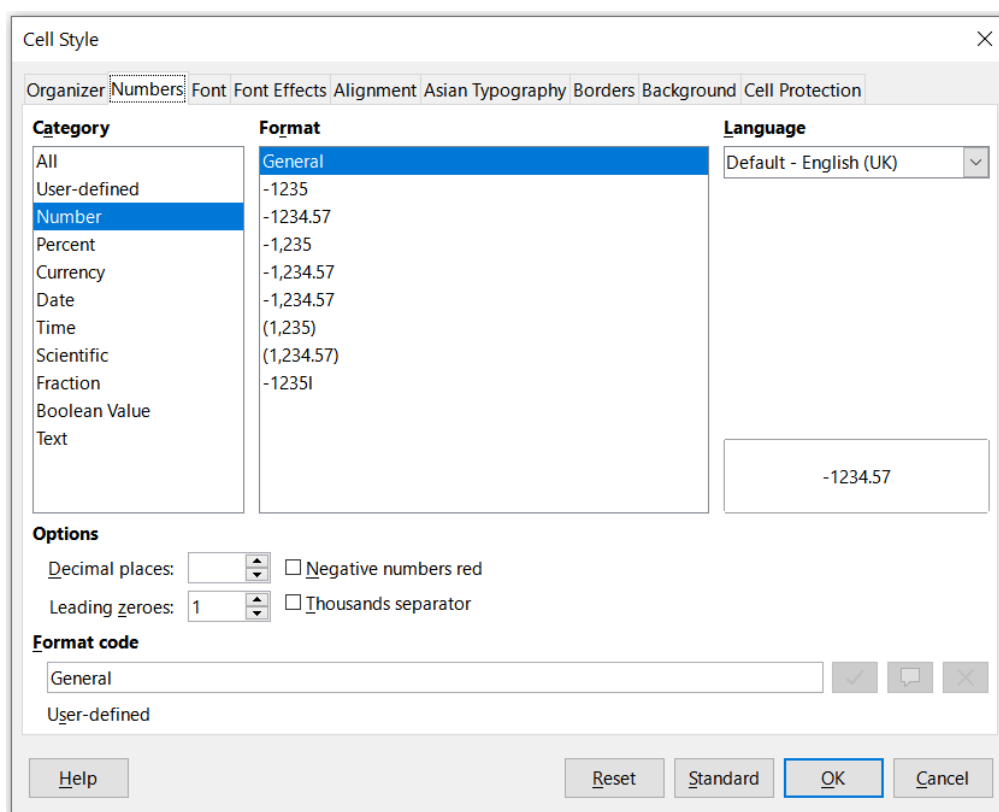 Cell Style
Organizer Numbers Font Font Effects Alignment Asian Typography Borders Background Cell Protection
Category
All
User-defined
Number
Percent
Currency
Date
Time
Scientific
Fraction
Boolean Value
Text
Format
General
-1235
-1234.57
-1,235
-1,234.57
-1,234.57
(1,235)
(1,234.57)
-1235I
Language
Default - English (UK)
-1234.57
Options
Decimal places:
Negative numbers red
Leading zeroes: 1
Thousands separator
Format code
General
User-defined
Help Reset Standard OK Cancel